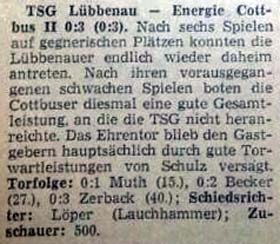 TSG Lübbenau — Energie Cott-
bus II 0:3 (0:3). Nach sechs Spielen
auf gegnerischen Plätzen konnten die
Lübbenauer endlich wieder daheim
antreten. Nach ihren vorausgegan-
genen schwachen Spielen boten die
Cottbuser diesmal eine gute Gesamt-
leistung, an die die TSG nicht heran-
reichte. Das Ehrentor blieb den Gast-
gebern hauptsächlich durch gute Tor-
wartleistungen von Schulz versagt.
Torfolge: 0:1 Muth (15.), 0:2 Becker
(27.), 0:3 Zerback (40.); Schiedsrich-
ter: Löper (Lauchhammer); Zu-
schauer: 500.